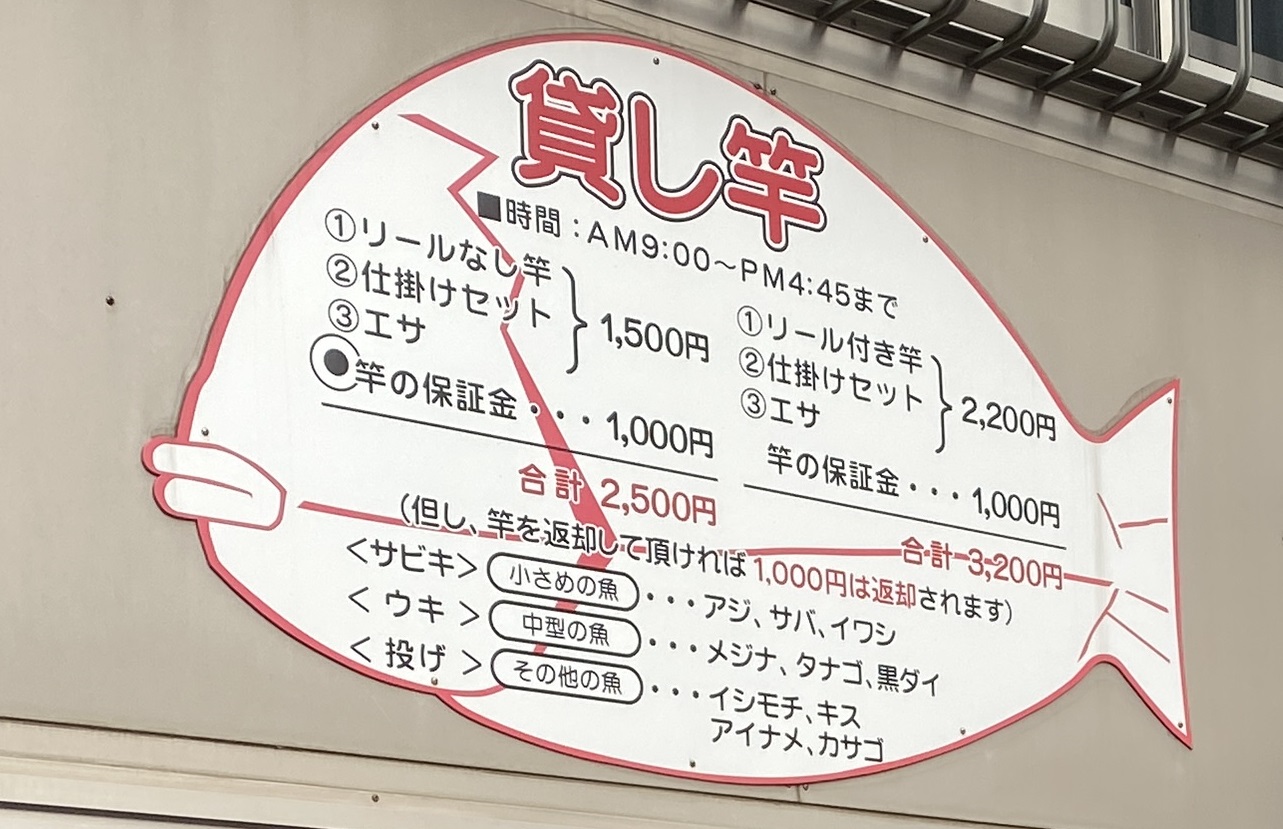 貸し竿
■時間：AM9:00～PM4:45まで
①リールなし竿
②仕掛けセット
③エサ
1,500円
竿の保証金・・・1,000円
合計 2,500円
①リール付き竿
②仕掛けセット
③エサ
2,200円
竿の保証金・・・1,000円
合計 3,200円
（但し、竿を返却して頂ければ1,000円は返却されます）
＜サビキ＞ 小さめの魚・・・アジ、サバ、イワシ
＜ ウキ ＞ 中型の魚・・・メジナ、タナゴ、黒ダイ
＜ 投げ ＞ その他の魚・・・イシモチ、キス
アイナメ、カサゴ